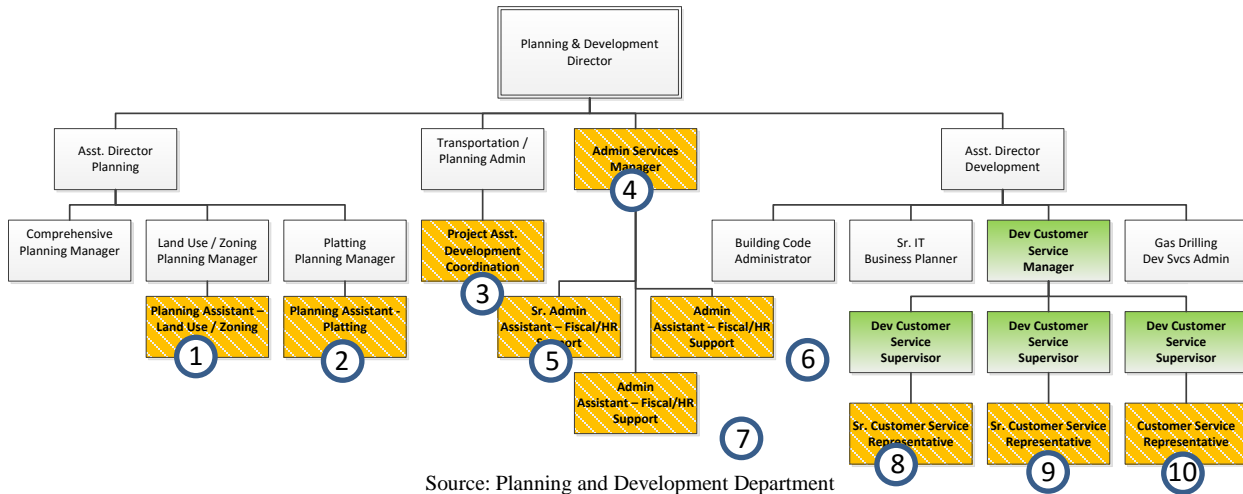 Planning & Development
Director
Asst. Director
Planning
Transportation /
Planning Admin
Admin Services
Manager
4
Asst. Director
Development
Comprehensive
Planning Manager
Land Use / Zoning
Planning Manager
Platting
Planning Manager
Project Asst.
Development
Coordination
3
Building Code
Administrator
Sr. IT
Business Planner
Dev Customer
Service
Manager
Gas Drilling
Dev Svcs Admin
Planning Assistant –
Land Use / Zoning
1
Planning Assistant -
Platting
2
Sr. Admin
Assistant – Fiscal/HR
Support
5
Admin
Assistant – Fiscal/HR
Support
6
Dev Customer
Service
Supervisor
Dev Customer
Service
Supervisor
Dev Customer
Service
Supervisor
Admin
Assistant – Fiscal/HR
Support
7
Sr. Customer Service
Representative
8
Sr. Customer Service
Representative
9
Customer Service
Representative
10
Source: Planning and Development Department